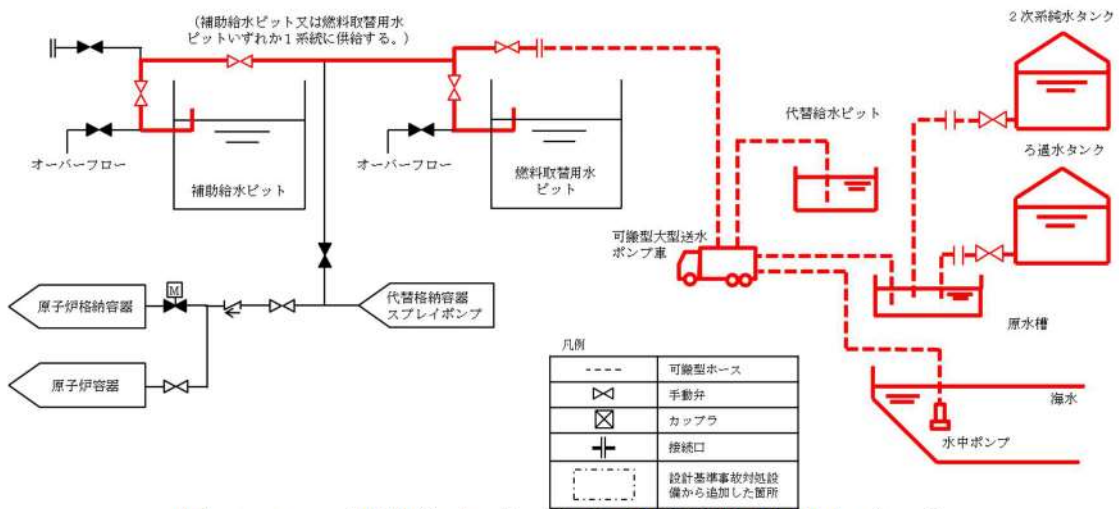 ２次系純水タンク
（補助給水ピット又は燃料取替用水
ピットいずれか１系統に供給する。）
代替給水ピット
ろ過水タンク
オーバーフロー
補助給水ピット
オーバーフロー
燃料取替用水
ピット
可搬型大型送水
ポンプ車
原水槽
M
原子炉格納容器
代替格納容器
スプレイポンプ
原子炉容器
海水
水中ポンプ
凡例
可搬型ホース
手動弁
カップラ
接続口
設計基準事故対処設
備から追加した箇所